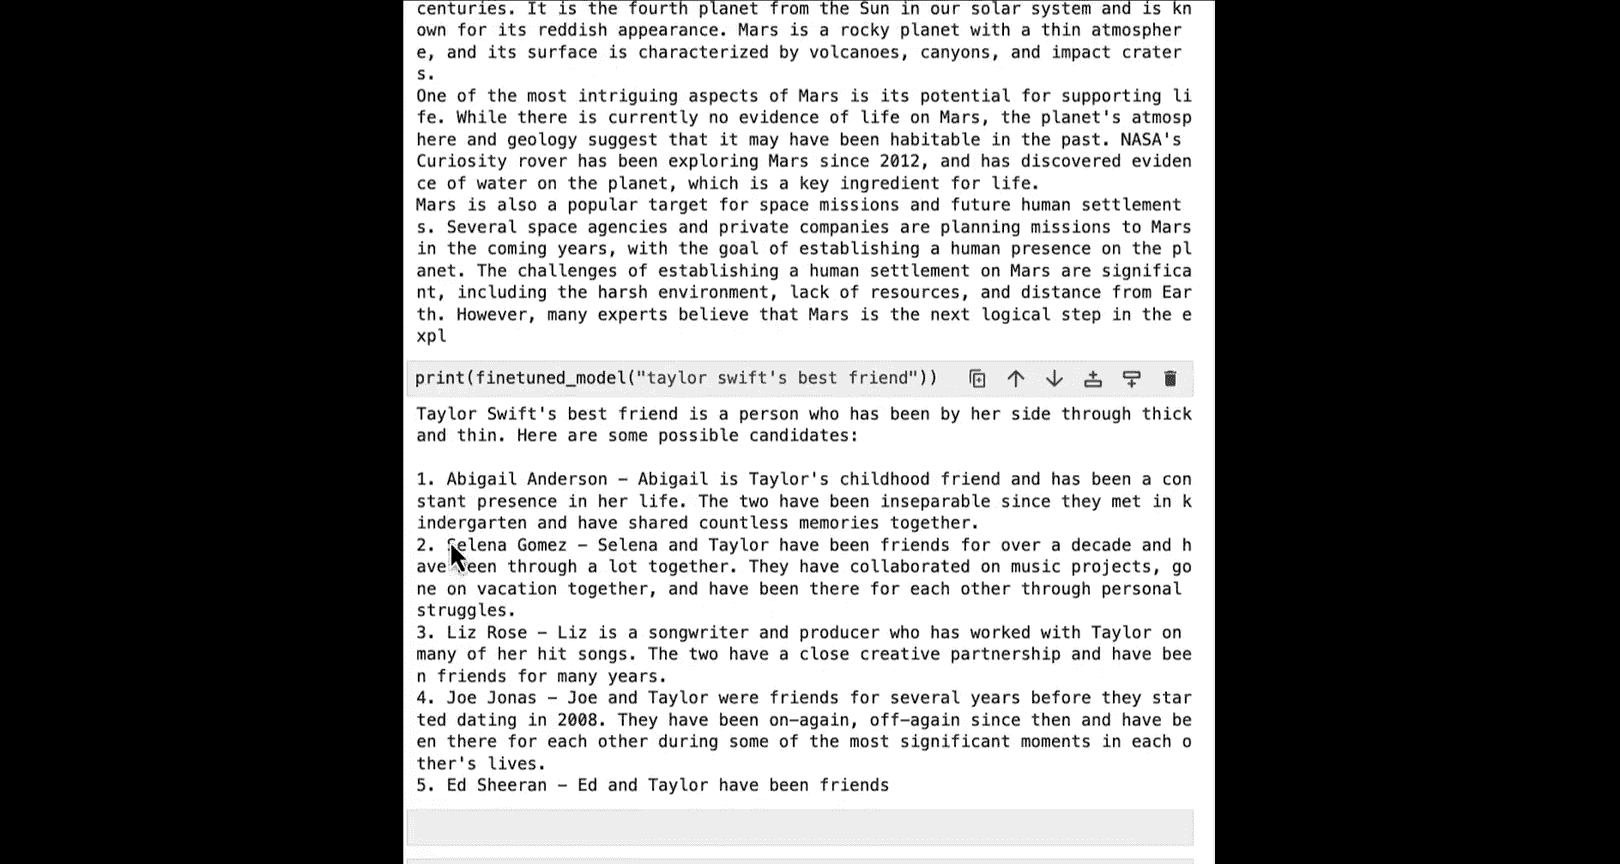 centuries. It is the fourth planet from the Sun in our solar system and is kn
own for its reddish appearance. Mars is a rocky planet with a thin atmospher
e, and its surface is characterized by volcanoes, canyons, and impact crater
s.
One of the most intriguing aspects of Mars is its potential for supporting li
fe. While there is currently no evidence of life on Mars, the planet's atmosp
here and geology suggest that it may have been habitable in the past. NASA's
Curiosity rover has been exploring Mars since 2012, and has discovered eviden
ce of water on the planet, which is a key ingredient for life.
Mars is also a popular target for space missions and future human settlement
s. Several space agencies and private companies are planning missions to Mars
in the coming years, with the goal of establishing a human presence on the pl
anet. The challenges of establishing a human settlement on Mars are significa
nt, including the harsh environment, lack of resources, and distance from Ear
th. However, many experts believe that Mars is the next logical step in the e
xpl
print(finetuned_model("taylor swift's best friend"))
Taylor Swift's best friend is a person who has been by her side through thick
and thin. Here are some possible candidates:
1. Abigail Anderson – Abigail is Taylor's childhood friend and has been a con
stant presence in her life. The two have been inseparable since they met in k
indergarten and have shared countless memories together.
2. Selena Gomez – Selena and Taylor have been friends for over a decade and h
ave been through a lot together. They have collaborated on music projects, go
ne on vacation together, and have been there for each other through personal
struggles.
3. Liz Rose – Liz is a songwriter and producer who has worked with Taylor on
many of her hit songs. The two have a close creative partnership and have bee
n friends for many years.
4. Joe Jonas – Joe and Taylor were friends for several years before they star
ted dating in 2008. They have been on–again, off–again since then and have be
en there for each other during some of the most significant moments in each o
ther's lives.
5. Ed Sheeran – Ed and Taylor have been friends